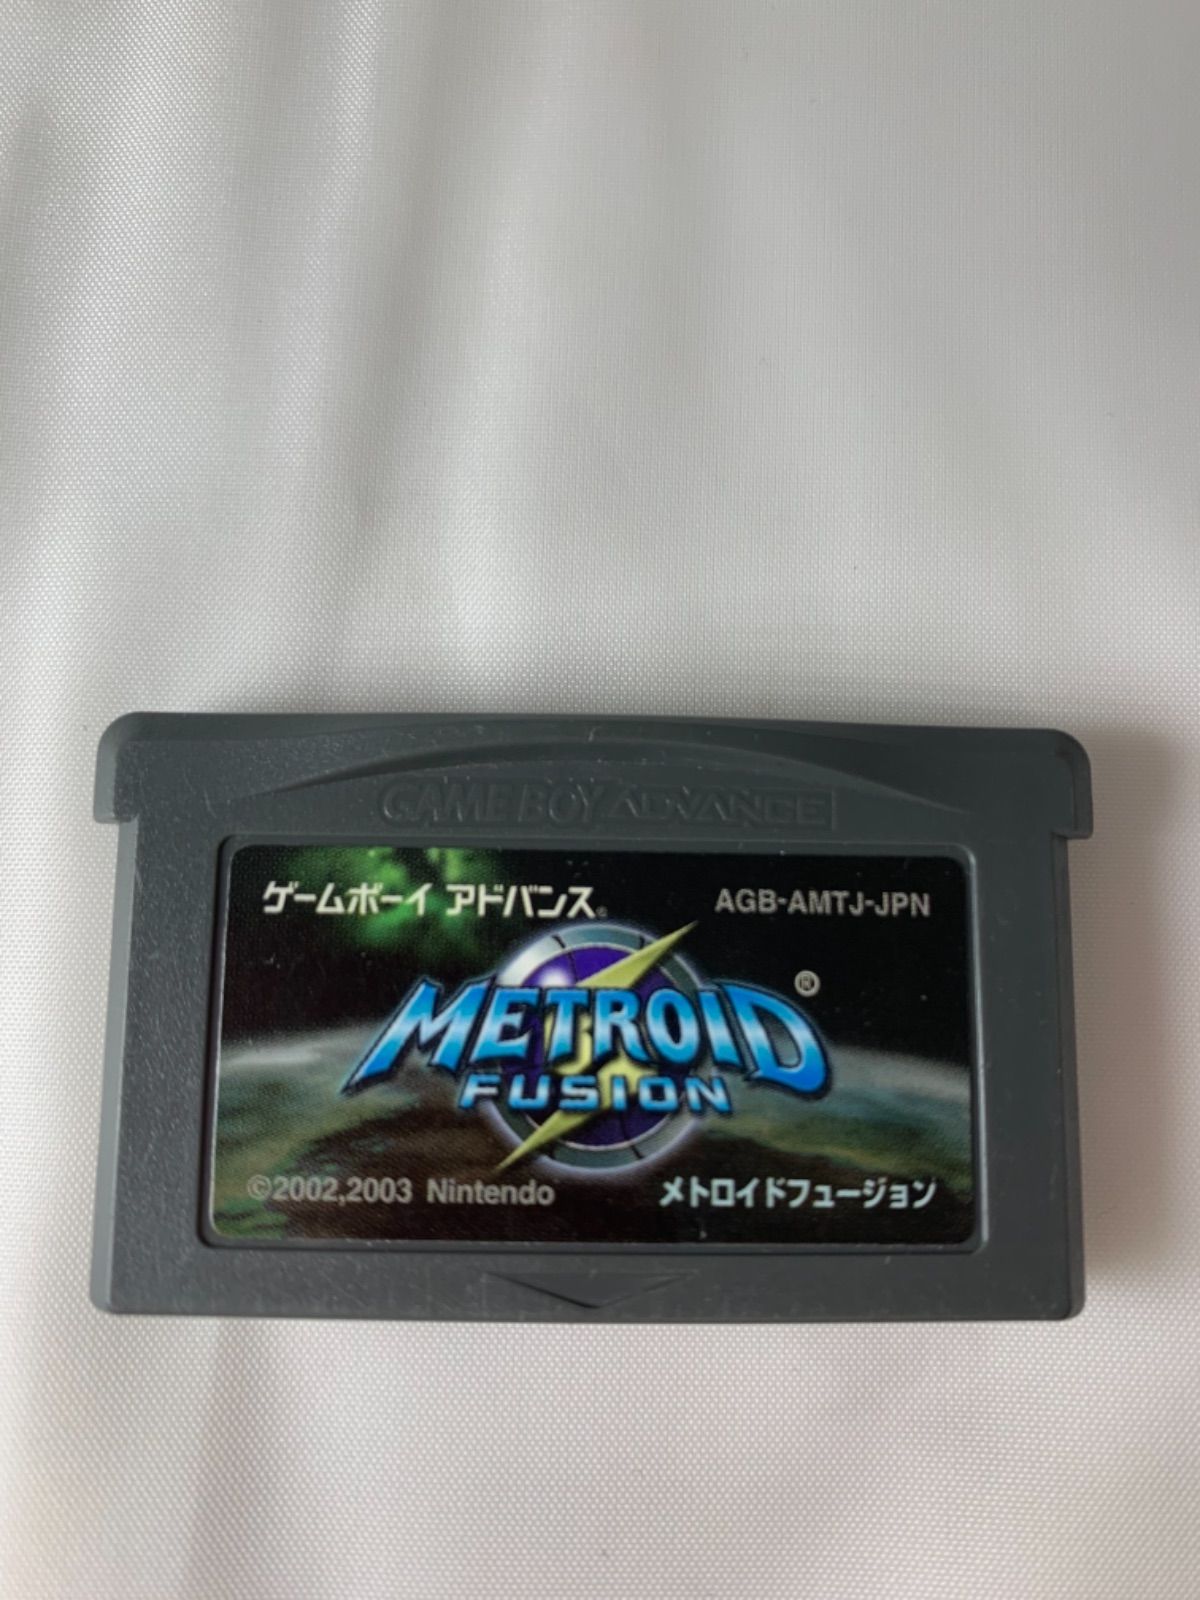 GAME BOY ADVANCE
ゲームボーイ アドバンス® AGB-AMTJ-JPN
METROID®
FUSION
©2002,2003 Nintendo メトロイドフュージョン